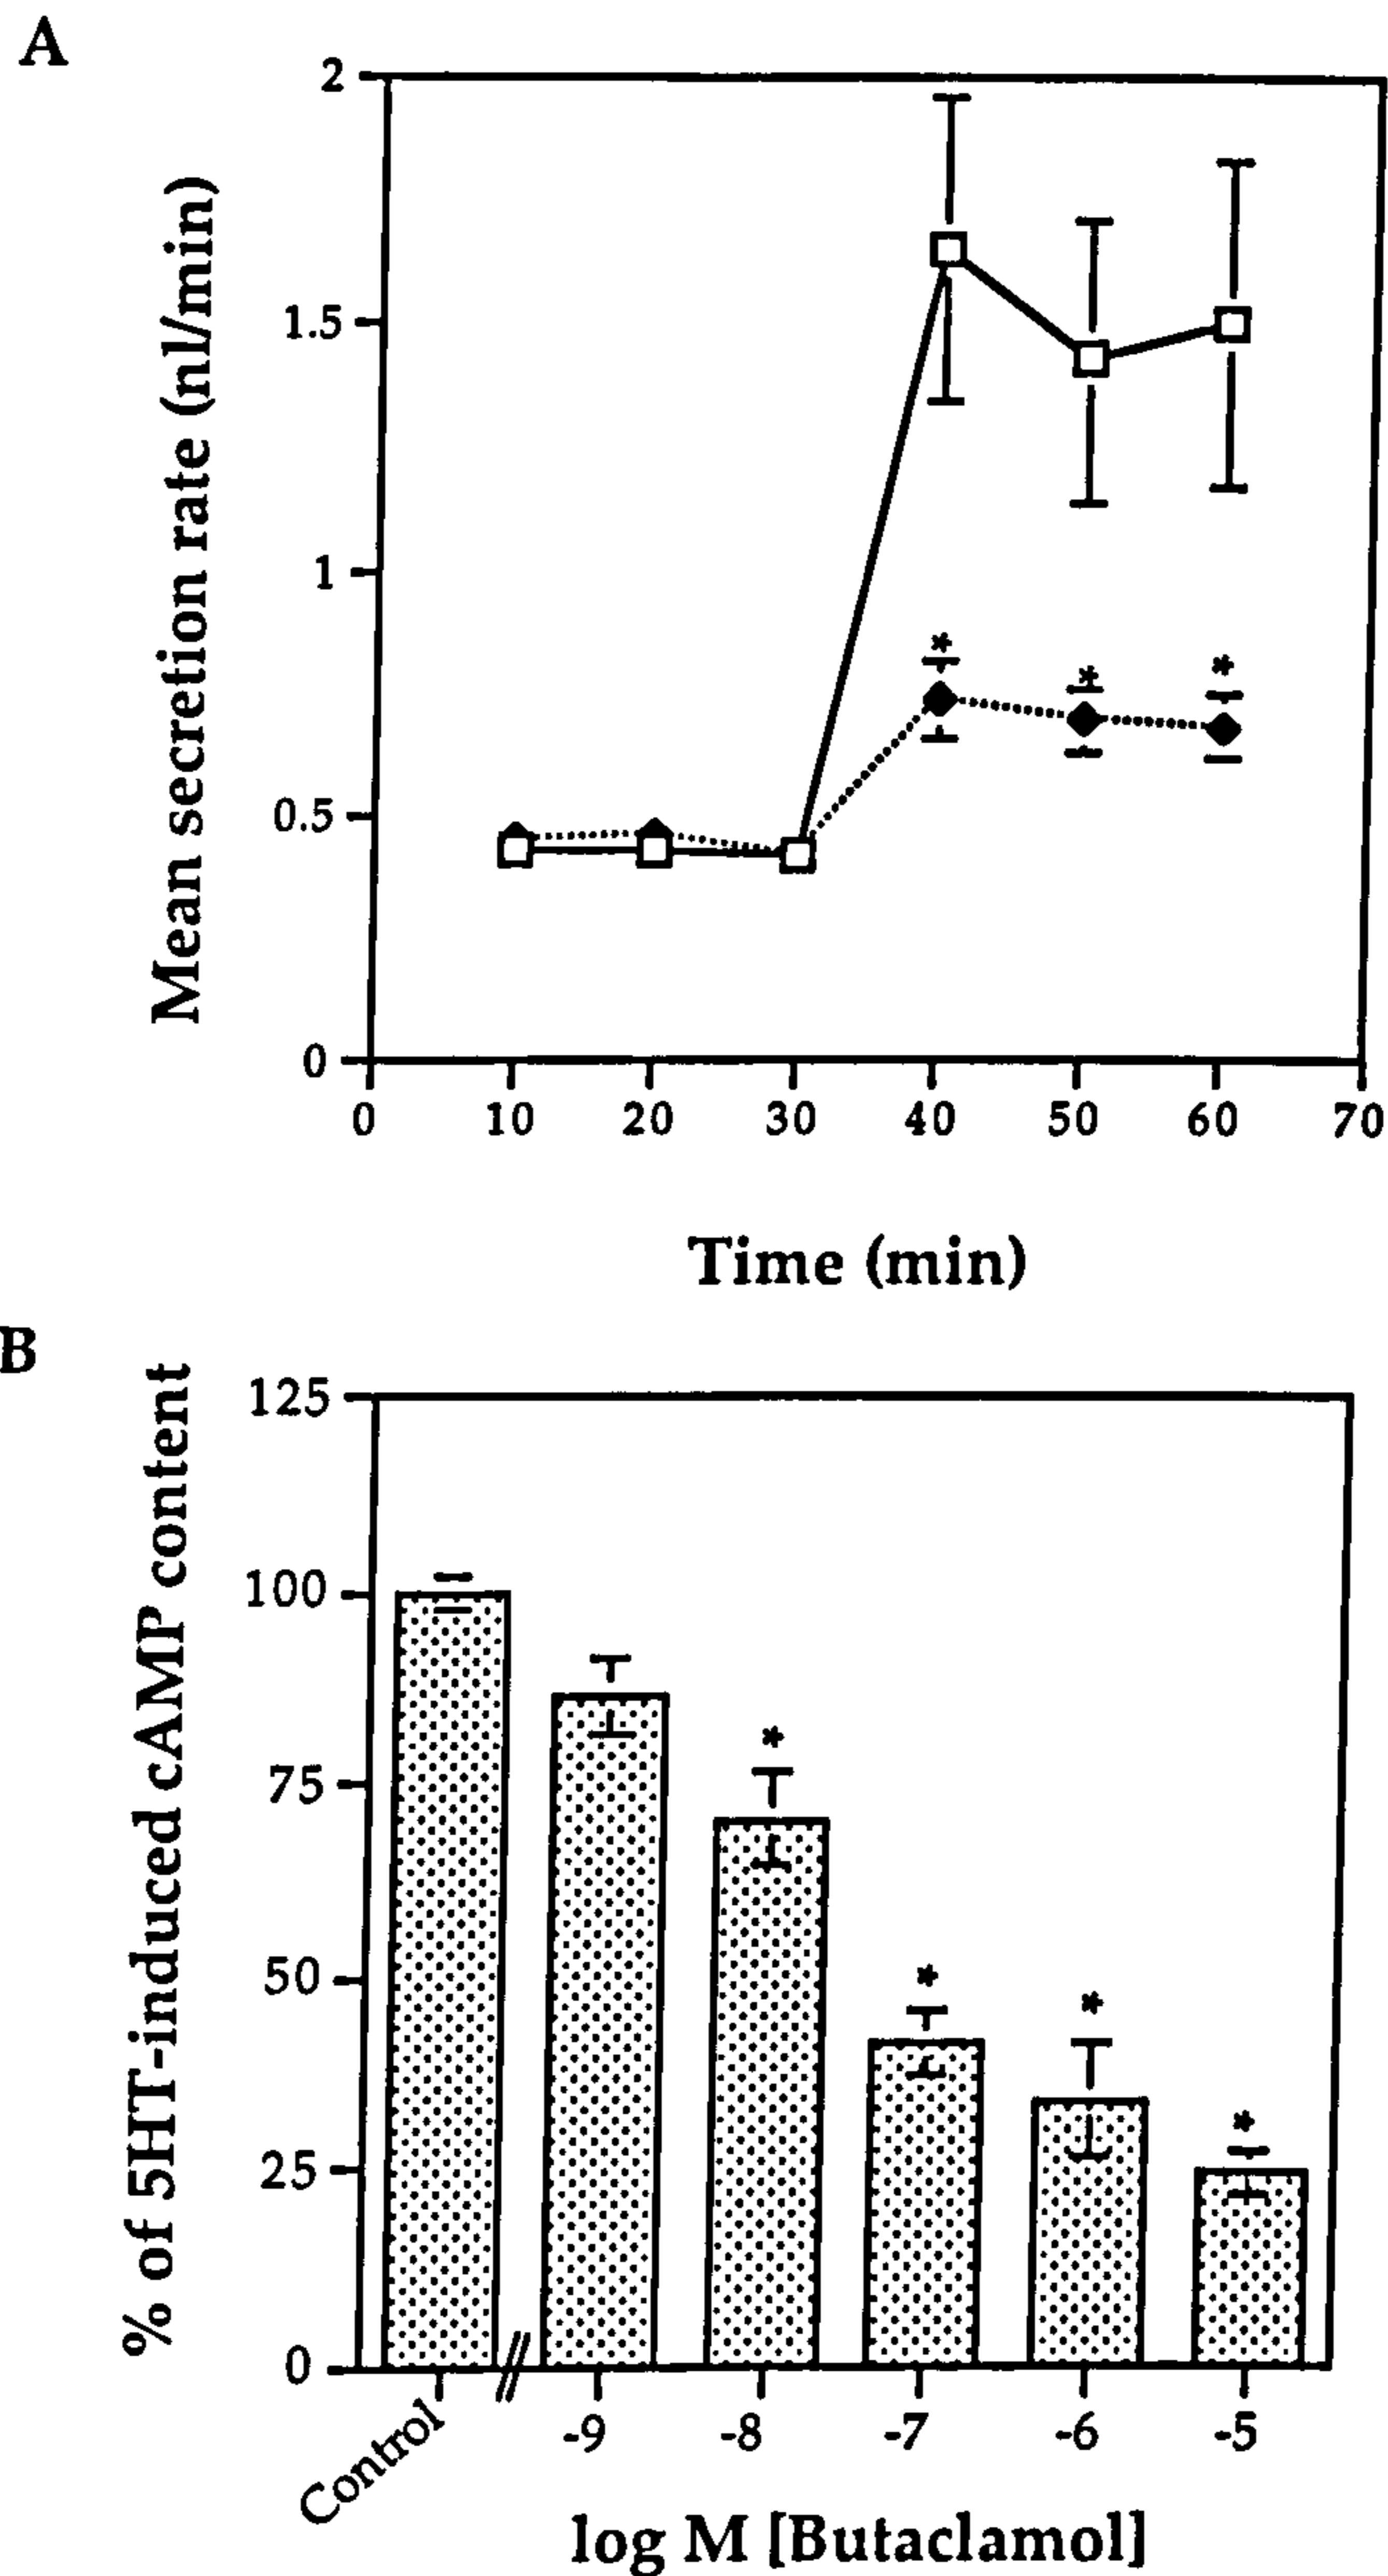 A
Mean secretion rate (nl/min)
2
1.5
1
0.5
0
* * *
0 10 20 30 40 50 60 70
Time (min)
B
% of 5HT-induced cAMP content
125
100
75
50
25
0
* * * *
Control // -9 -8 -7 -6 -5
log M [Butaclamol]